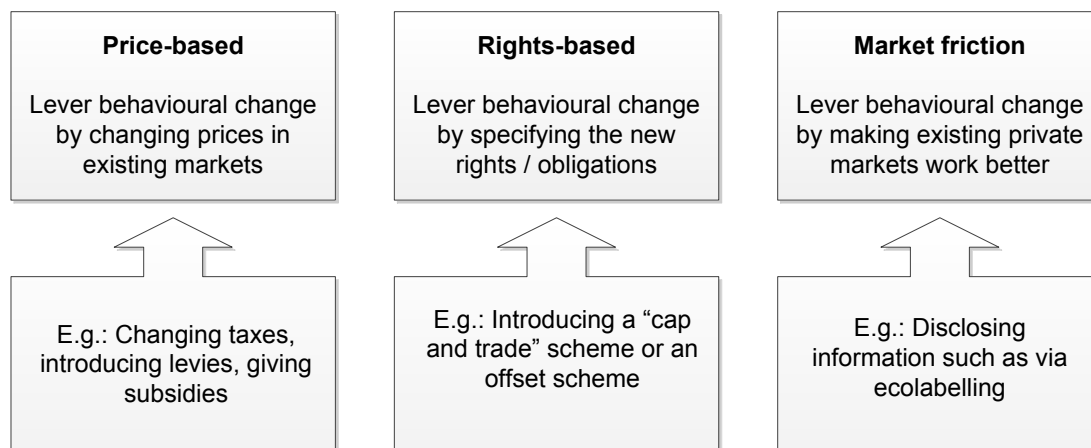 Price-based
Lever behavioural change
by changing prices in
existing markets
Rights-based
Lever behavioural change
by specifying the new
rights / obligations
Market friction
Lever behavioural change
by making existing private
markets work better
E.g.: Changing taxes,
introducing levies, giving
subsidies
E.g.: Introducing a “cap
and trade” scheme or an
offset scheme
E.g.: Disclosing
information such as via
ecolabelling